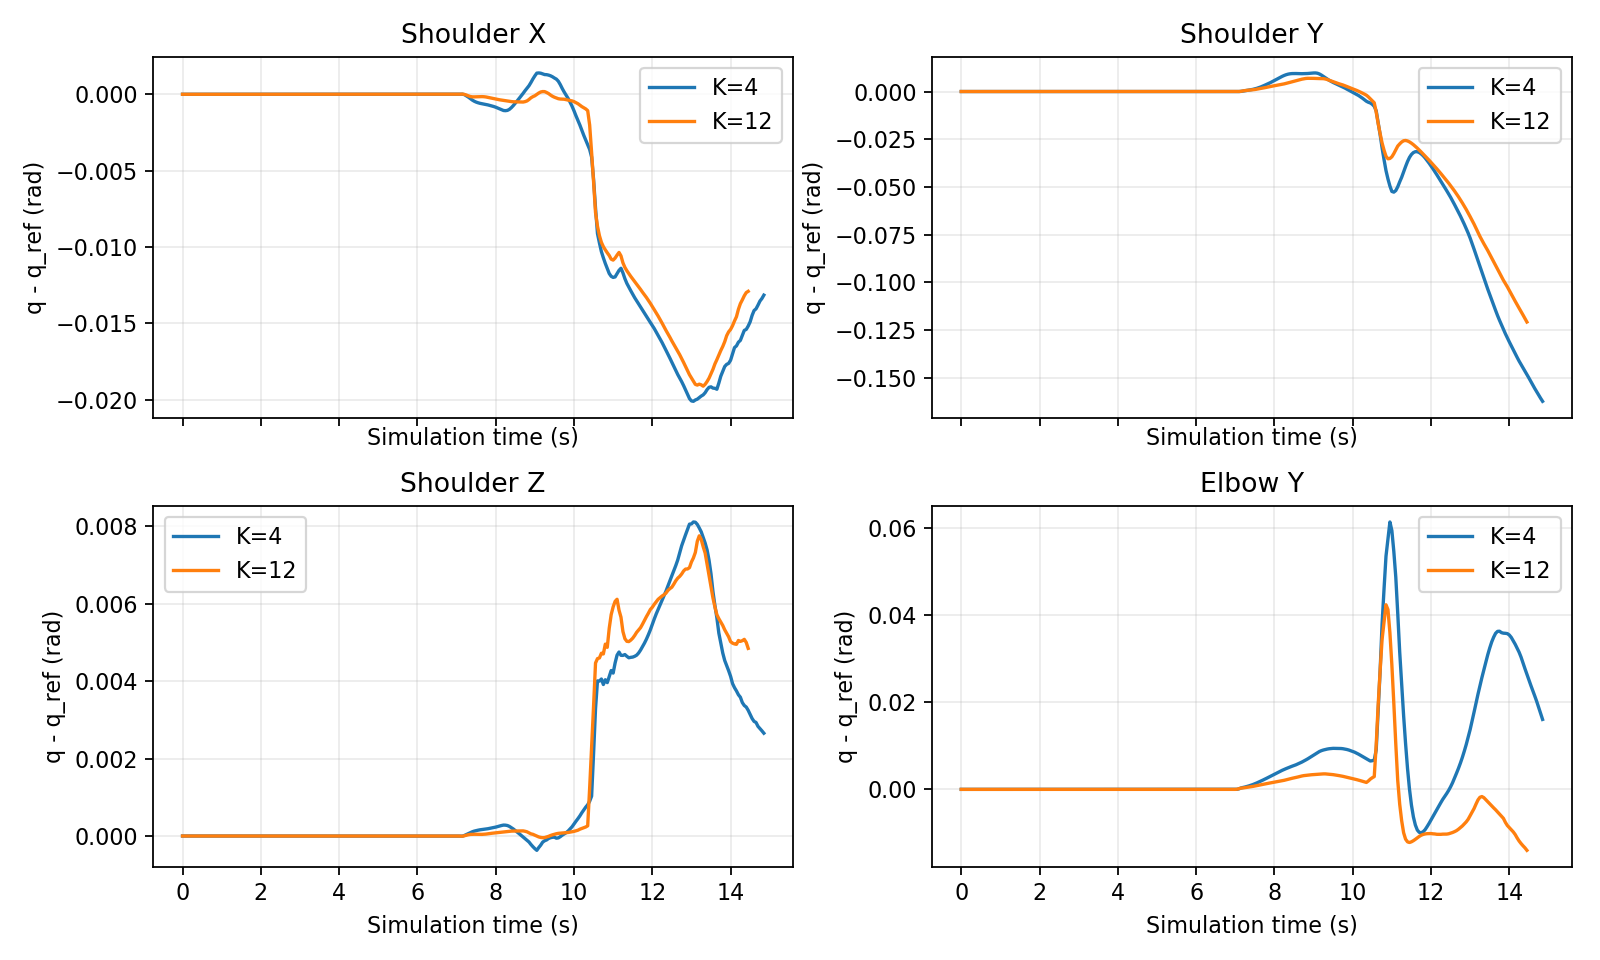 Shoulder X
0.000
−0.005
−0.010
−0.015
−0.020
q - q_ref (rad)
K=4
K=12
Simulation time (s)
Shoulder Y
0.000
−0.025
−0.050
−0.075
−0.100
−0.125
−0.150
q - q_ref (rad)
K=4
K=12
Simulation time (s)
Shoulder Z
0.008
0.006
0.004
0.002
0.000
q - q_ref (rad)
K=4
K=12
0 2 4 6 8 10 12 14
Simulation time (s)
Elbow Y
0.06
0.04
0.02
0.00
q - q_ref (rad)
K=4
K=12
0 2 4 6 8 10 12 14
Simulation time (s)